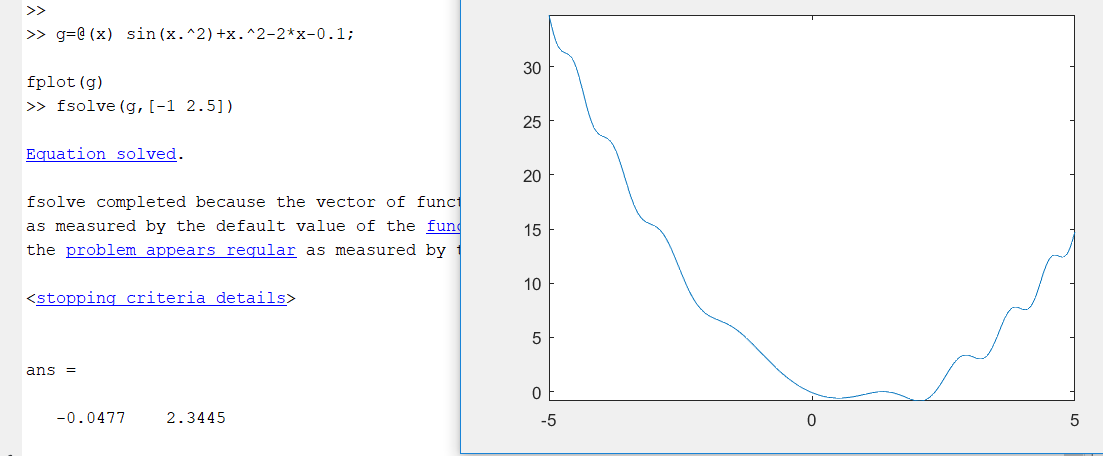 >>
>> g=@(x) sin(x.^2)+x.^2-2*x-0.1;
fplot(g)
>> fsolve(g,[-1 2.5])
Equation solved.
fsolve completed because the vector of
as measured by the default value of the
the problem appears regular as measured by
<stopping criteria details>
ans =
-0.0477 2.3445
30
25
20
15
10
5
0
-5 0 5